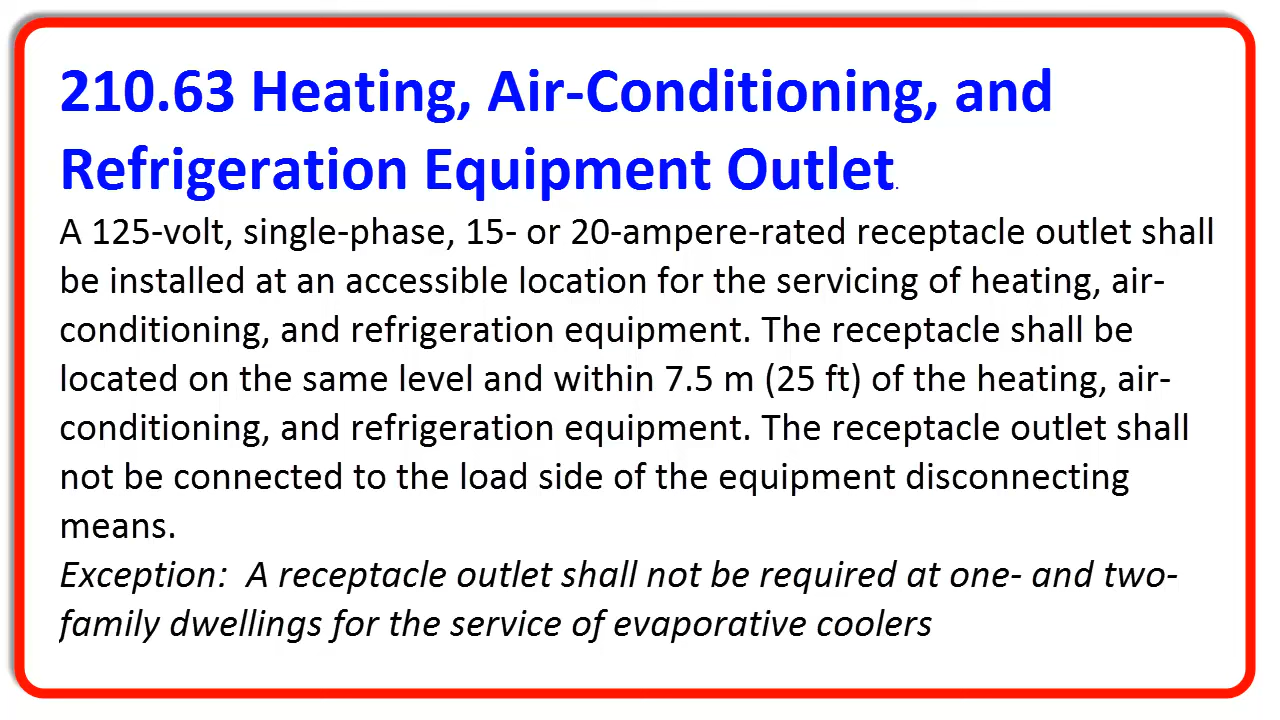 210.63 Heating, Air-Conditioning, and
Refrigeration Equipment Outlet.
A 125-volt, single-phase, 15- or 20-ampere-rated receptacle outlet shall
be installed at an accessible location for the servicing of heating, air-
conditioning, and refrigeration equipment. The receptacle shall be
located on the same level and within 7.5 m (25 ft) of the heating, air-
conditioning, and refrigeration equipment. The receptacle outlet shall
not be connected to the load side of the equipment disconnecting
means.
Exception:  A receptacle outlet shall not be required at one- and two-
family dwellings for the service of evaporative coolers